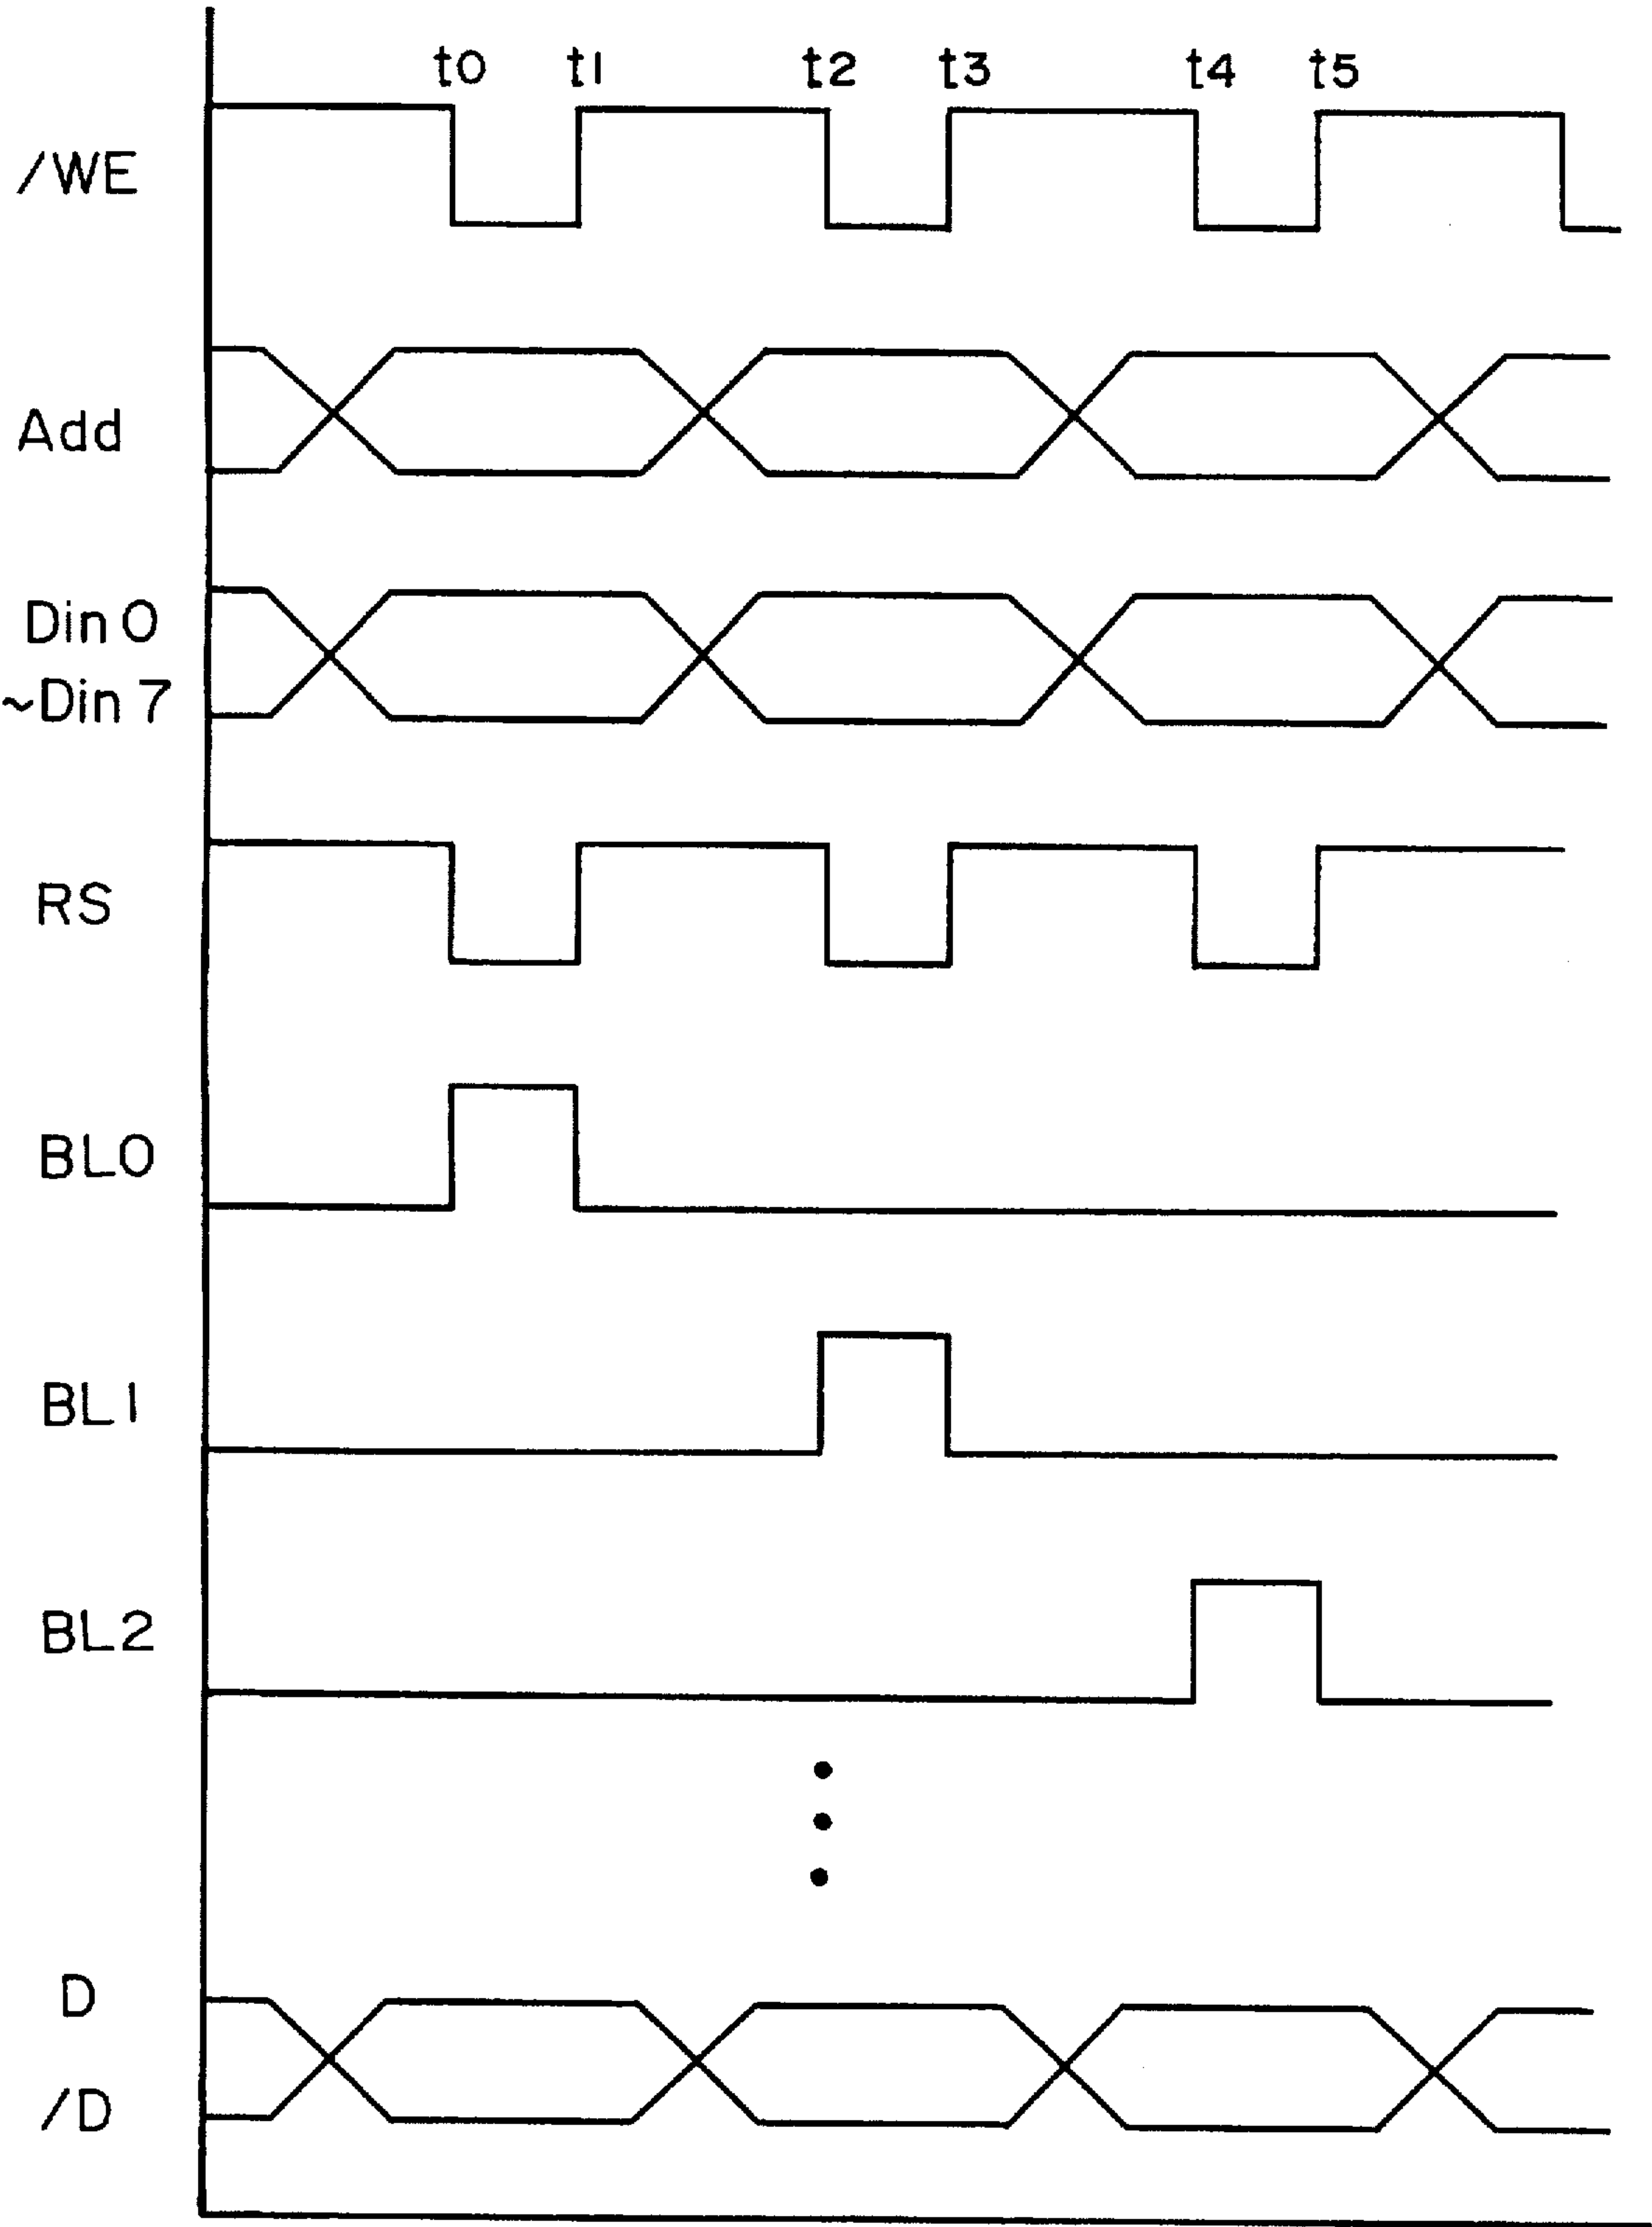 t0 t1 t2 t3 t4 t5
/WE
Add
Din 0
~Din 7
RS
BL0
BL1
BL2
D
/D